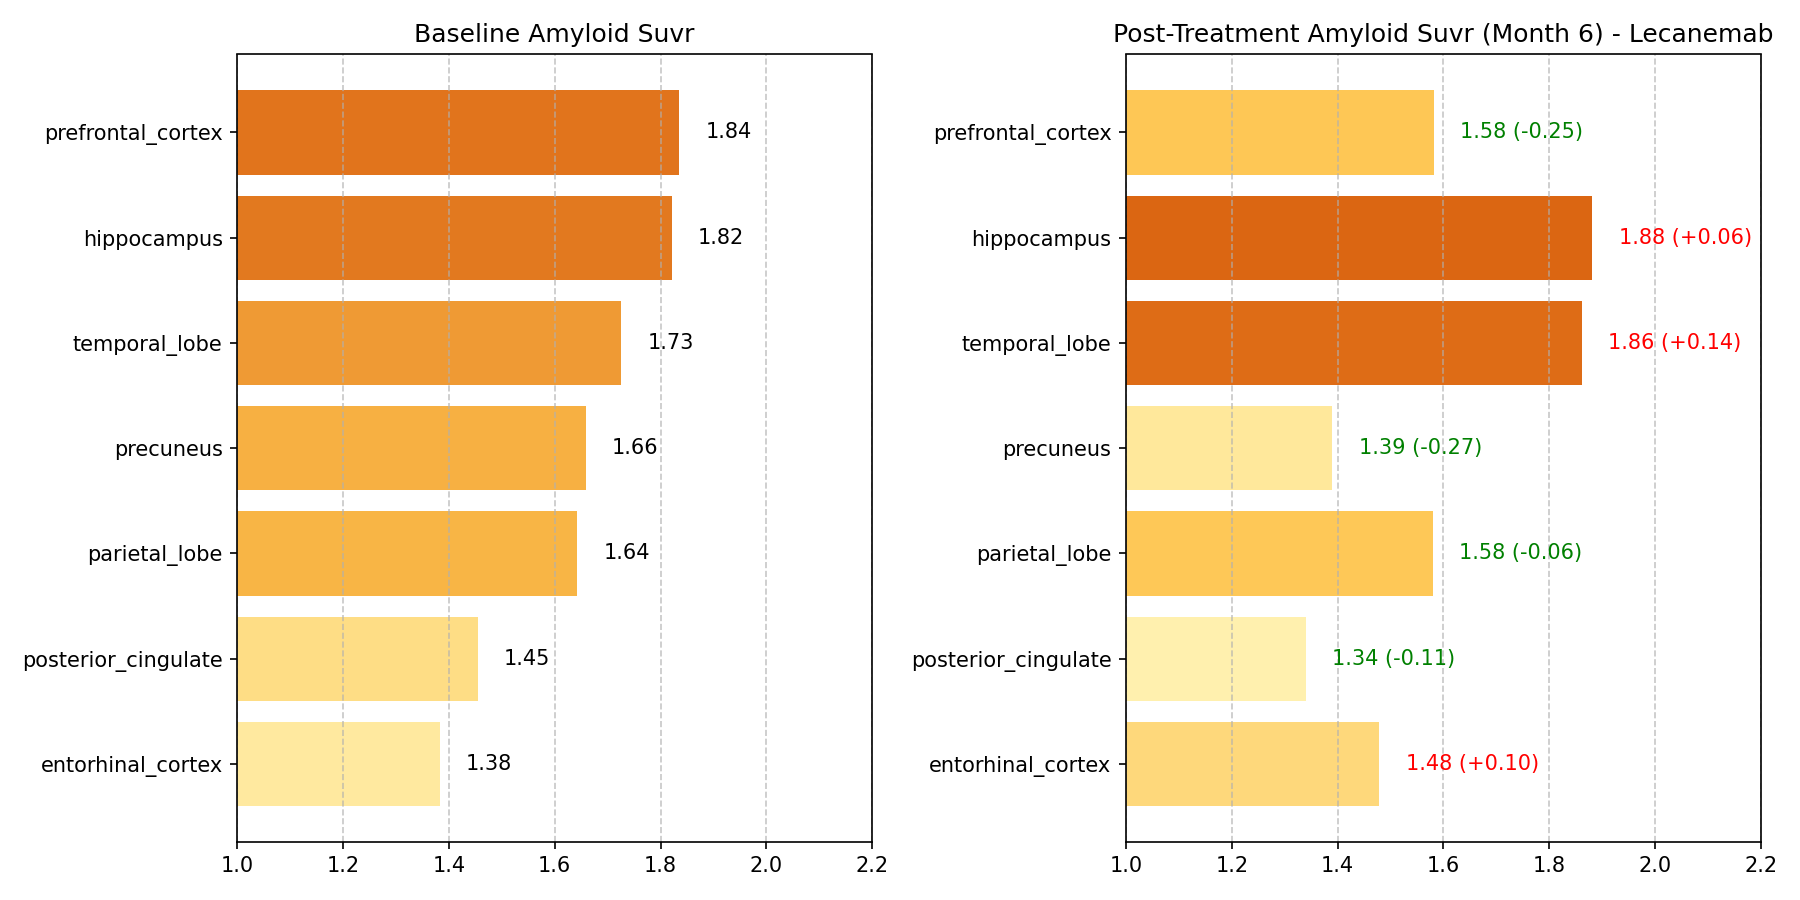 Baseline Amyloid Suvr
prefrontal_cortex 1.84
hippocampus 1.82
temporal_lobe 1.73
precuneus 1.66
parietal_lobe 1.64
posterior_cingulate 1.45
entorhinal_cortex 1.38
1.0 1.2 1.4 1.6 1.8 2.0 2.2
Post-Treatment Amyloid Suvr (Month 6) - Lecanemab
prefrontal_cortex 1.58 (-0.25)
hippocampus 1.88 (+0.06)
temporal_lobe 1.86 (+0.14)
precuneus 1.39 (-0.27)
parietal_lobe 1.58 (-0.06)
posterior_cingulate 1.34 (-0.11)
entorhinal_cortex 1.48 (+0.10)
1.0 1.2 1.4 1.6 1.8 2.0 2.2